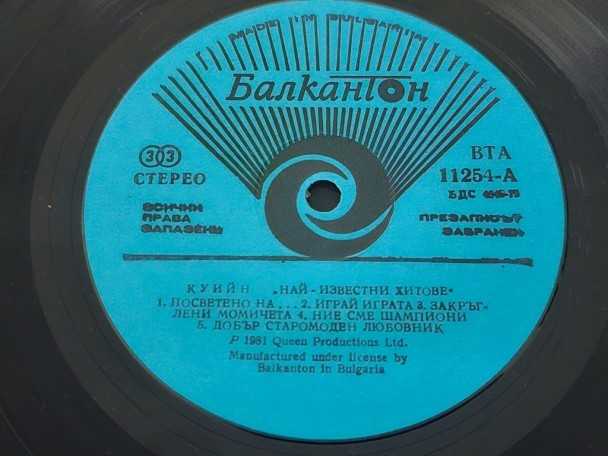 MADE IN BULGARIA
Балкантон
33
СТЕРЕО
ВТА
11254-А
БДС
ВСИЧКИ
ПРАВА
ЗАПАЗЕНИ
ПРЕЗАПИСЪТ
ЗАБРАНЕН
КУИЙН „НАЙ-ИЗВЕСТНИ ХИТОВЕ“
1. ПОСВЕТЕНО НА... 2. ИГРАЙ ИГРАТА 3. ЗАКРЪГ-
ЛЕНИ МОМИЧЕТА 4. НИЕ СМЕ ШАМПИОНИ
5. ДОБЪР СТАРОМОДЕН ЛЮБОВНИК
P 1981 Queen Productions Ltd.
Manufactured under license by
Balkanton in Bulgaria